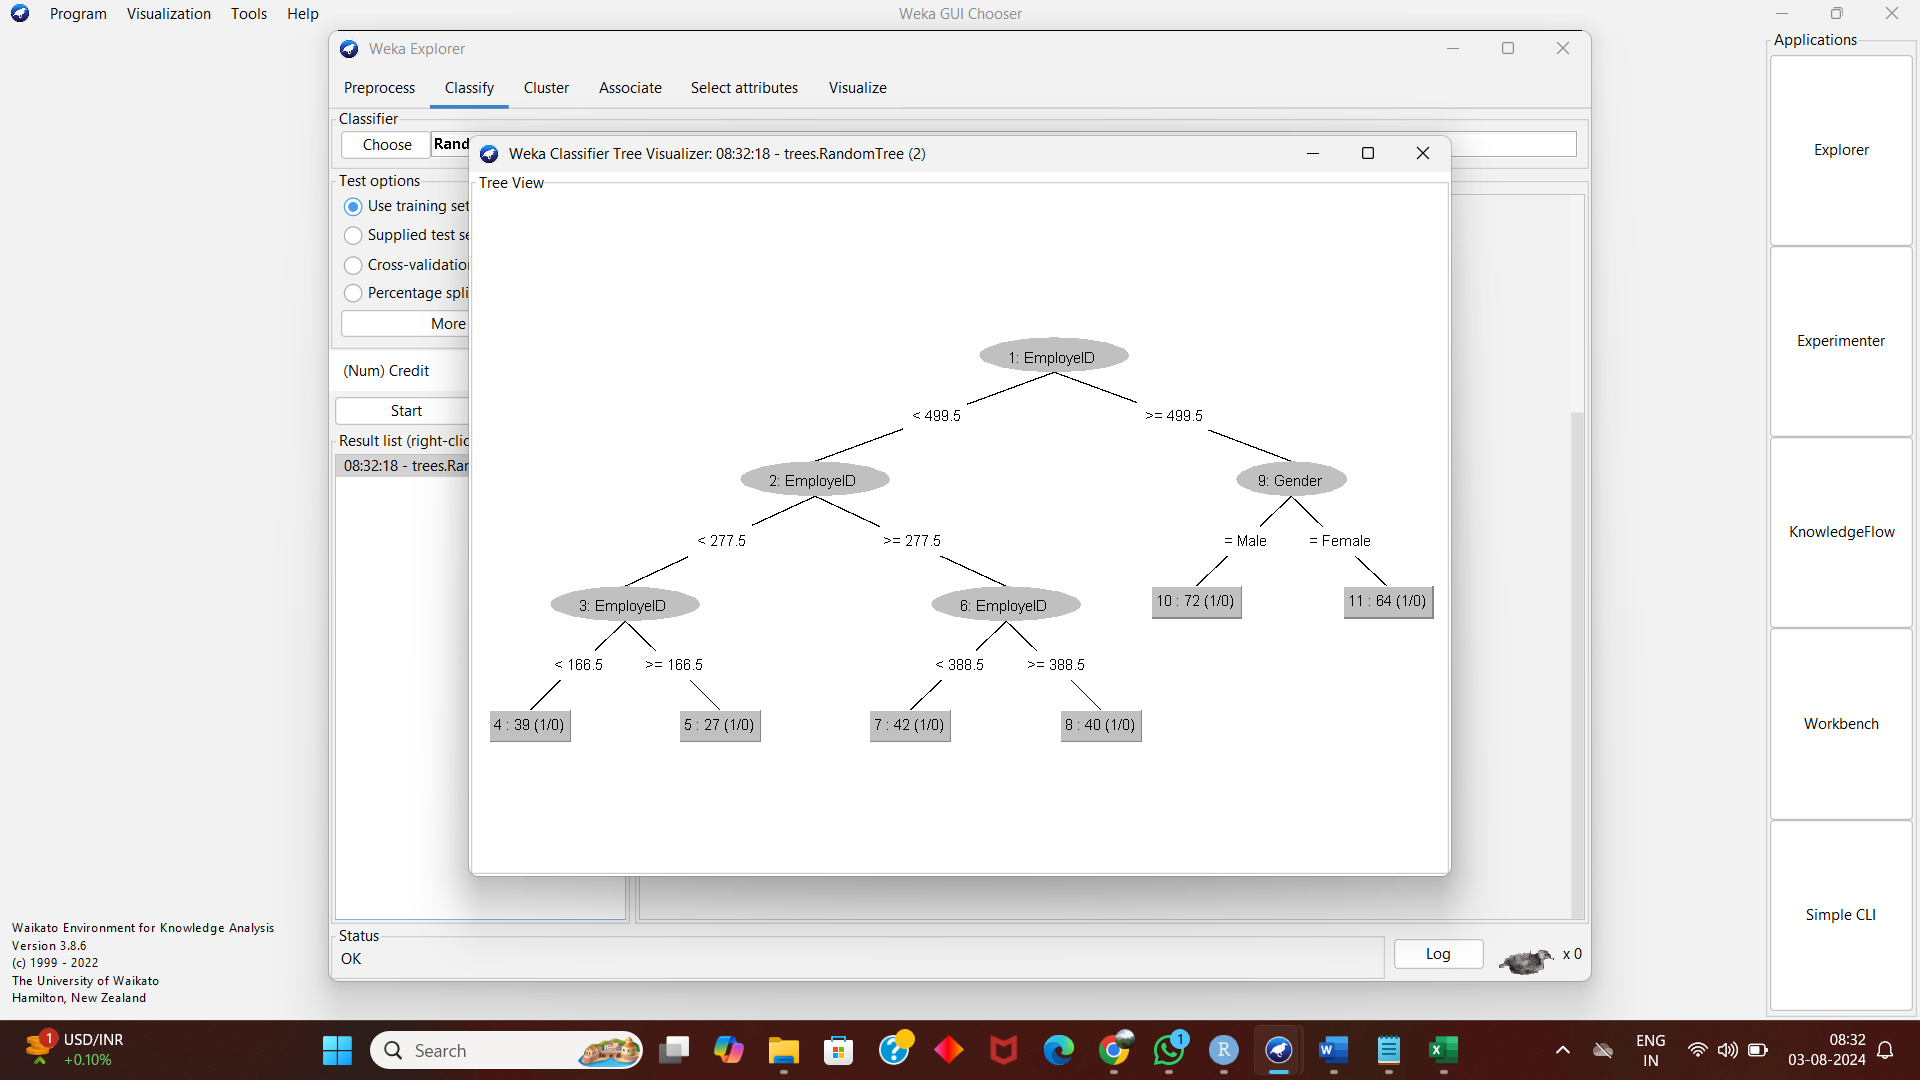 Program Visualization Tools Help
Weka GUI Chooser
Applications
Weka Explorer
Preprocess Classify Cluster Associate Select attributes Visualize
Classifier
Choose Rand
Weka Classifier Tree Visualizer: 08:32:18 - trees.RandomTree (2)
Tree View
Test options
Use training set
Supplied test se
Cross-validation
Percentage spli
More
(Num) Credit
Start
Result list (right-clic
08:32:18 - trees.Rar
1: EmployeID
< 499.5 >= 499.5
2: EmployeID 9: Gender
< 277.5 >= 277.5 = Male = Female
3: EmployeID 6: EmployeID 10 : 72 (1/0) 11 : 64 (1/0)
< 166.5 >= 166.5 < 388.5 >= 388.5
4 : 39 (1/0) 5 : 27 (1/0) 7 : 42 (1/0) 8 : 40 (1/0)
Explorer
Experimenter
KnowledgeFlow
Workbench
Simple CLI
Waikato Environment for Knowledge Analysis
Version 3.8.6
(c) 1999 - 2022
The University of Waikato
Hamilton, New Zealand
Status
OK
Log
x 0
1 USD/INR
+0.10%
Search
1
ENG
IN
08:32
03-08-2024